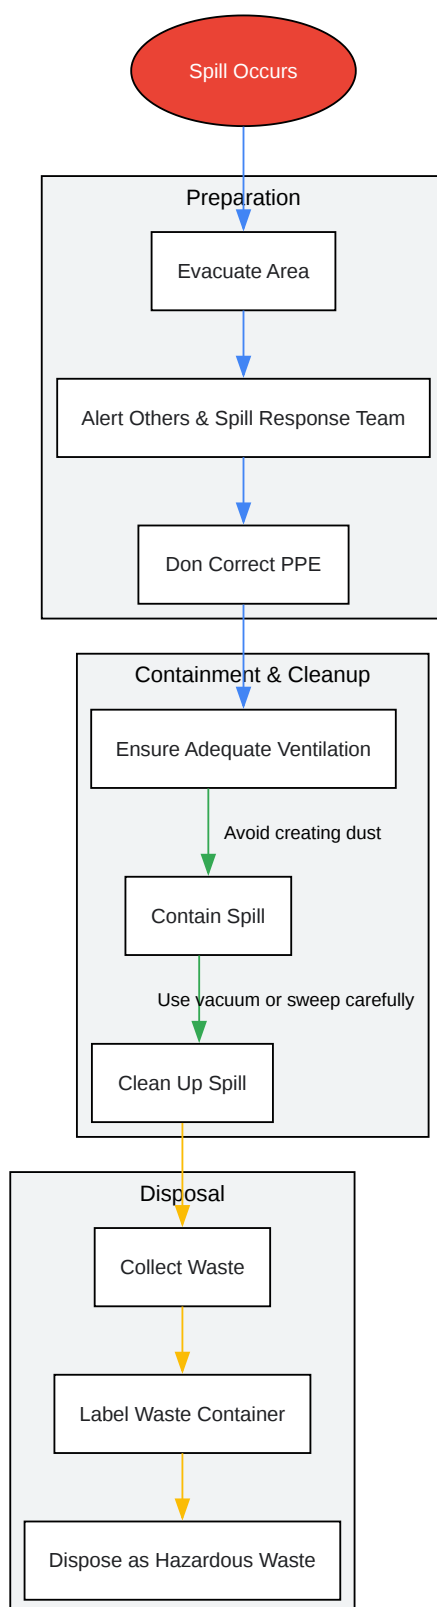 Spill Occurs
Preparation
Evacuate Area
Alert Others & Spill Response Team
Don Correct PPE
Containment & Cleanup
Ensure Adequate Ventilation
Avoid creating dust
Contain Spill
Use vacuum or sweep carefully
Clean Up Spill
Disposal
Collect Waste
Label Waste Container
Dispose as Hazardous Waste